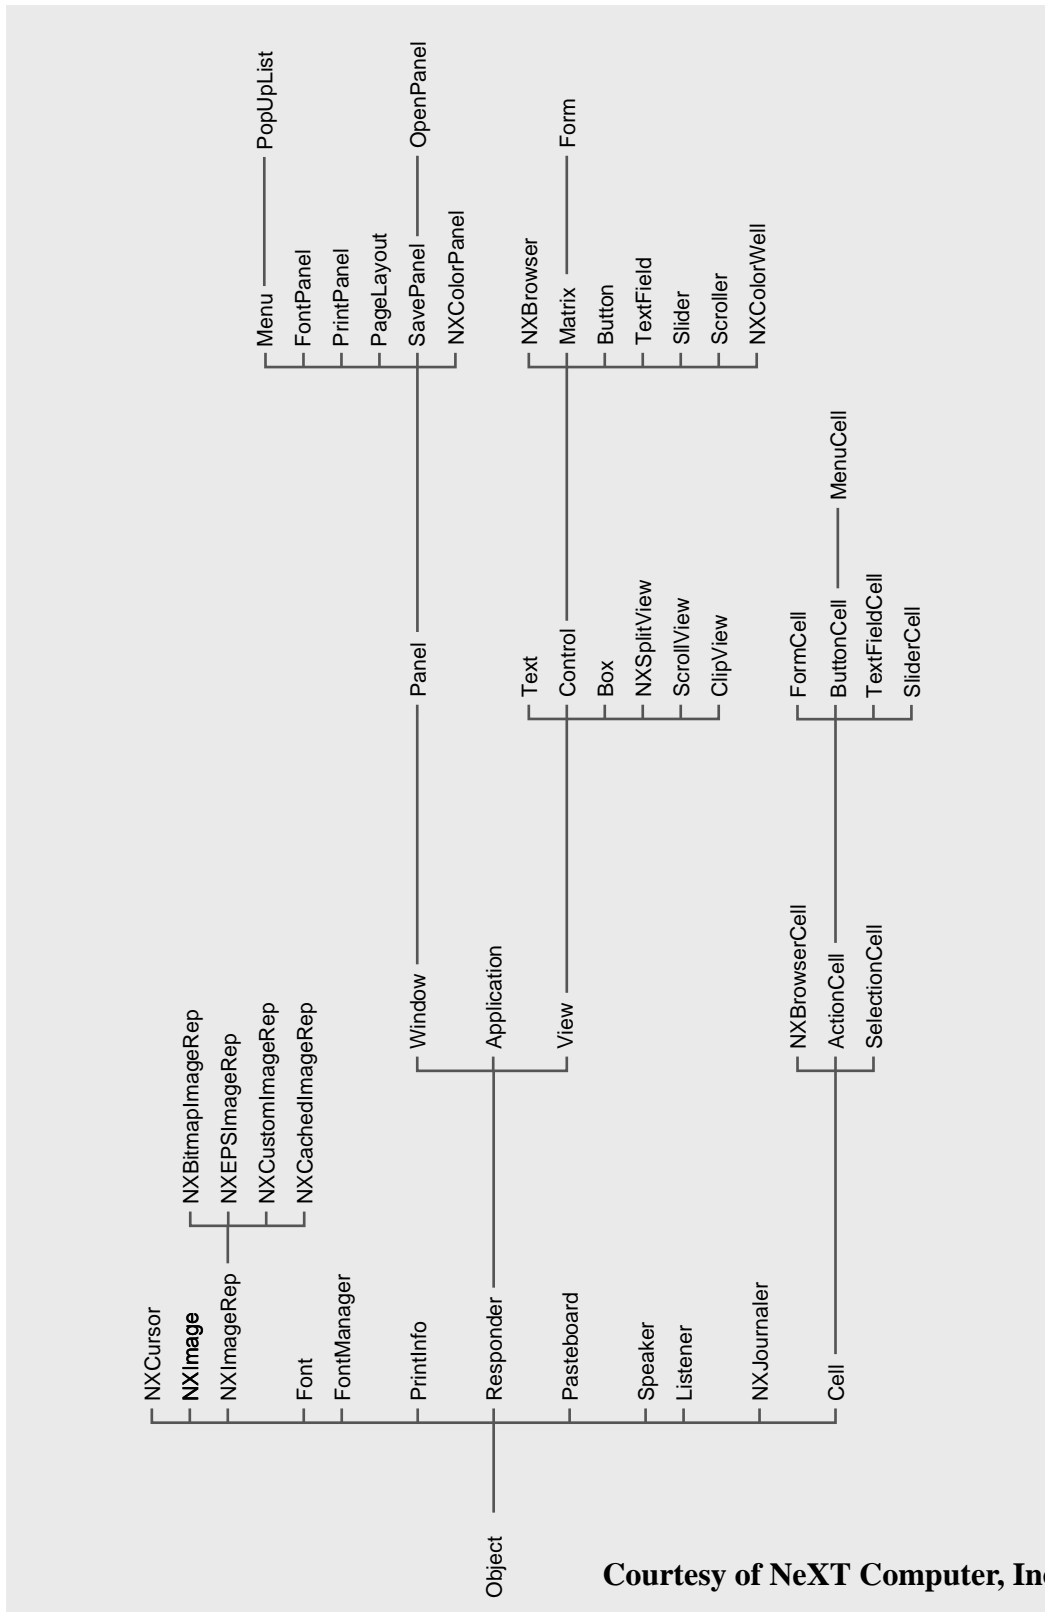 Object
NXCursor
NXImage
NXImageRep
Font
FontManager
PrintInfo
Responder
Pasteboard
Speaker
Listener
NXJournaler
Cell
NXBitmapImageRep
NXEPSImageRep
NXCustomImageRep
NXCachedImageRep
Window
Application
View
NXBrowserCell
ActionCell
SelectionCell
Panel
Text
Control
Box
NXSplitView
ScrollView
ClipView
FormCell
ButtonCell
TextFieldCell
SliderCell
MenuCell
Menu
FontPanel
PrintPanel
PageLayout
SavePanel
NXColorPanel
NXBrowser
Matrix
Button
TextField
Slider
Scroller
NXColorWell
PopUpList
OpenPanel
Form
Courtesy of NeXT Computer,